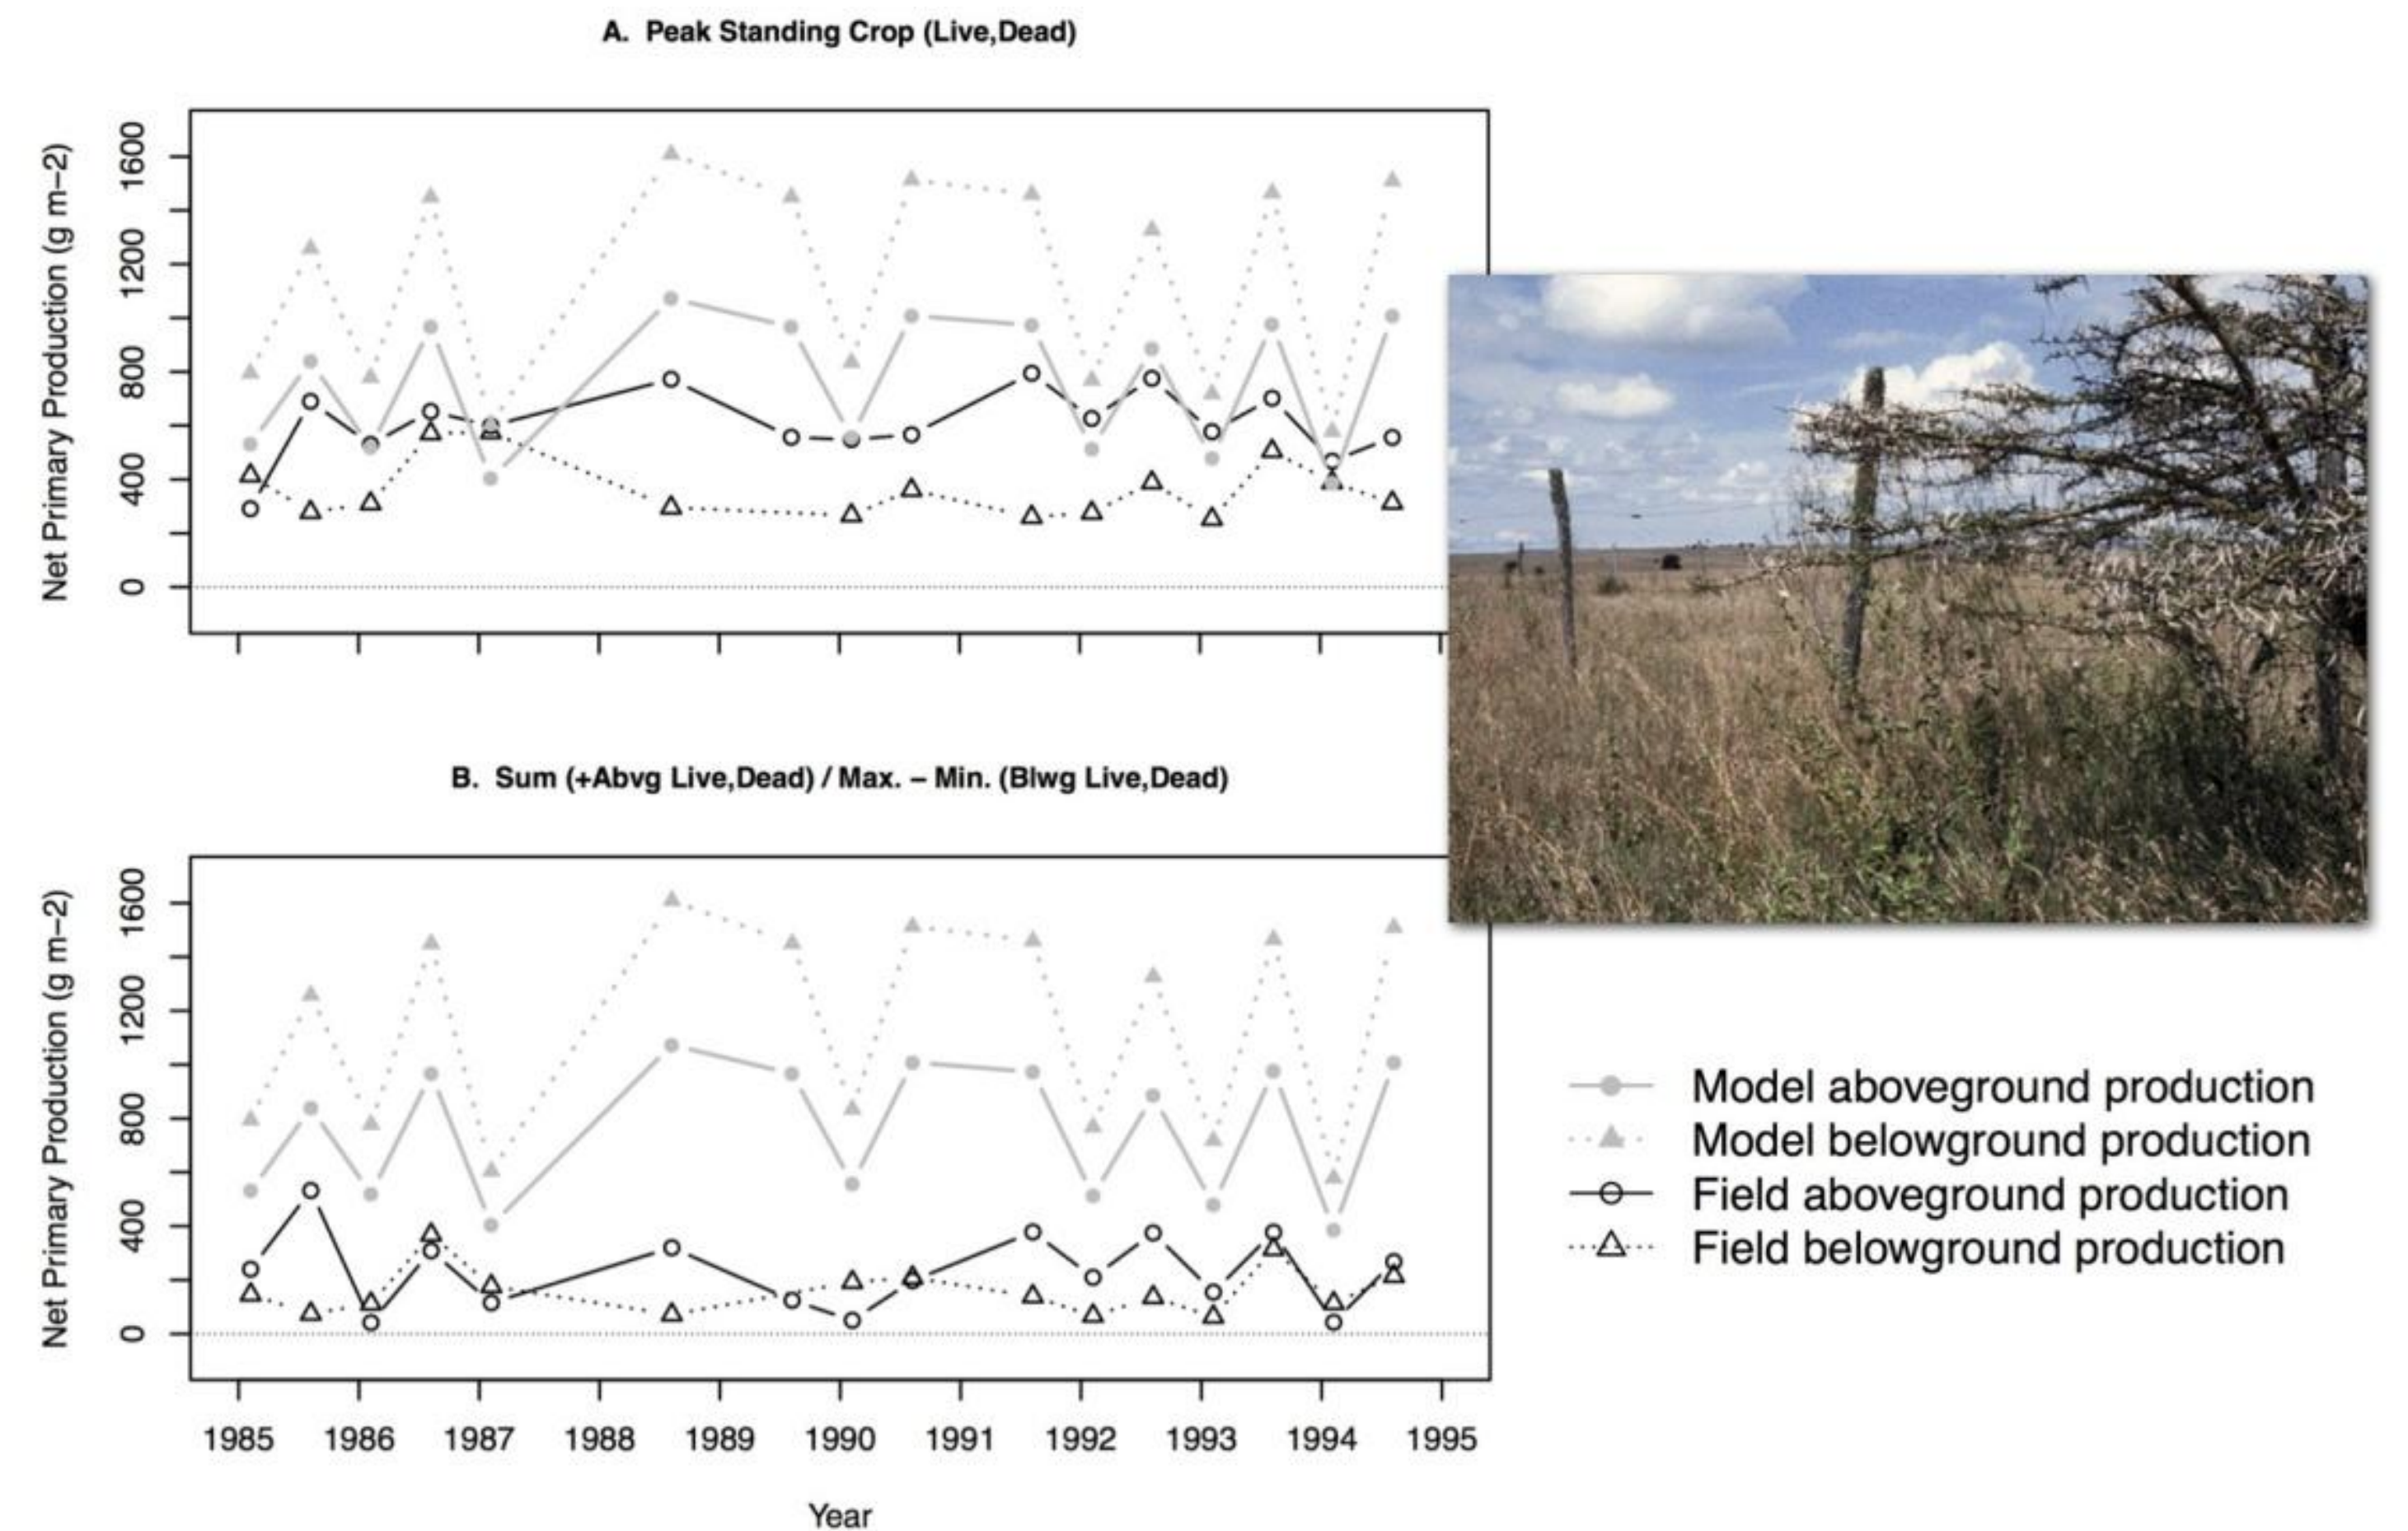 A. Peak Standing Crop (Live,Dead)
Net Primary Production (g m–2)
1600
1200
800
400
0
B. Sum (+Abvg Live,Dead) / Max. – Min. (Blwg Live,Dead)
Net Primary Production (g m–2)
1600
1200
800
400
0
1985 1986 1987 1988 1989 1990 1991 1992 1993 1994 1995
Year
Model aboveground production
Model belowground production
Field aboveground production
Field belowground production